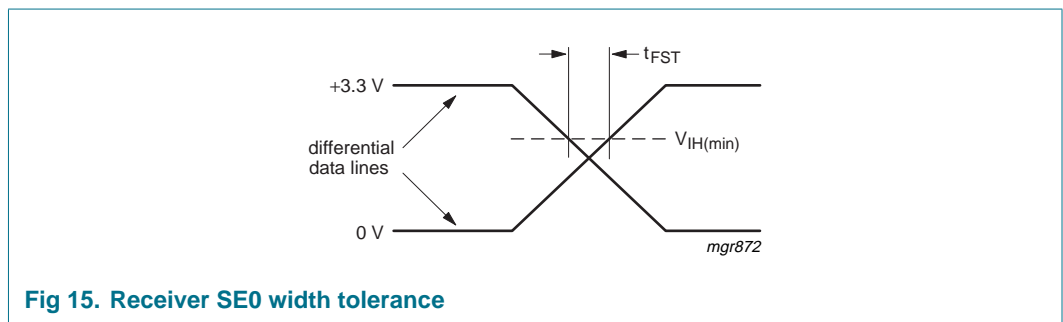 tFST
+3.3 V
VIH(min)
differential
data lines
0 V
mgr872
Fig 15. Receiver SE0 width tolerance